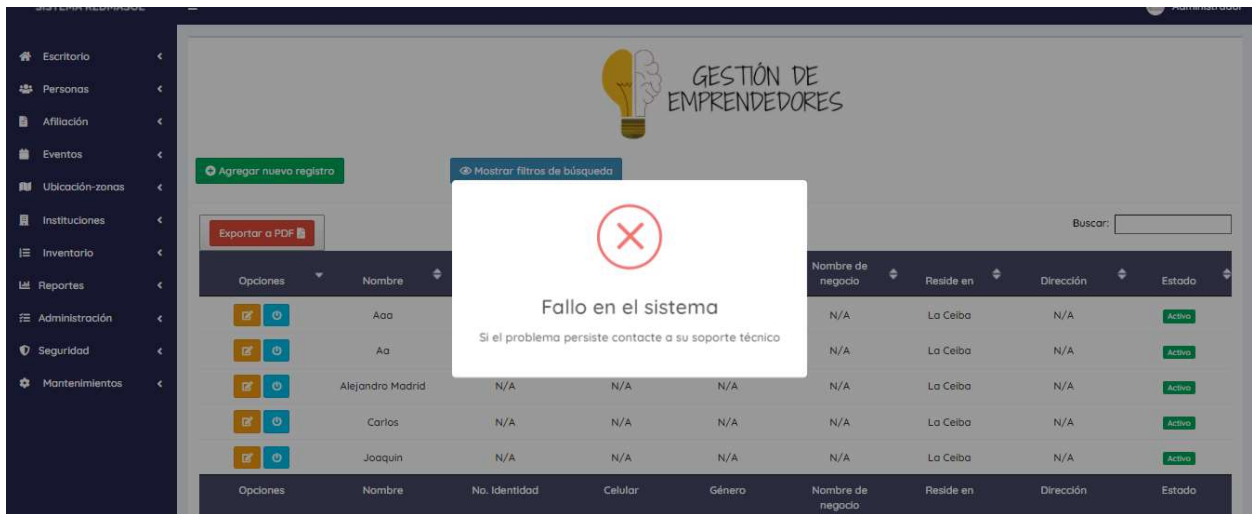 SISTEMA REDMASOL
Administrador
Escritorio
Personas
Afiliación
Eventos
Ubicación-zonas
Instituciones
Inventario
Reportes
Administración
Seguridad
Mantenimientos
GESTIÓN DE
EMPRENDEDORES
Agregar nuevo registro
Mostrar filtros de búsqueda
Exportar a PDF
Buscar:
Fallo en el sistema
Si el problema persiste contacte a su soporte técnico
Opciones Nombre Nombre de negocio Reside en Dirección Estado
Aaa N/A La Ceiba N/A Activo
Aa N/A La Ceiba N/A Activo
Alejandro Madrid N/A N/A N/A N/A La Ceiba N/A Activo
Carlos N/A N/A N/A N/A La Ceiba N/A Activo
Joaquin N/A N/A N/A N/A La Ceiba N/A Activo
Opciones Nombre No. Identidad Celular Género Nombre de negocio Reside en Dirección Estado